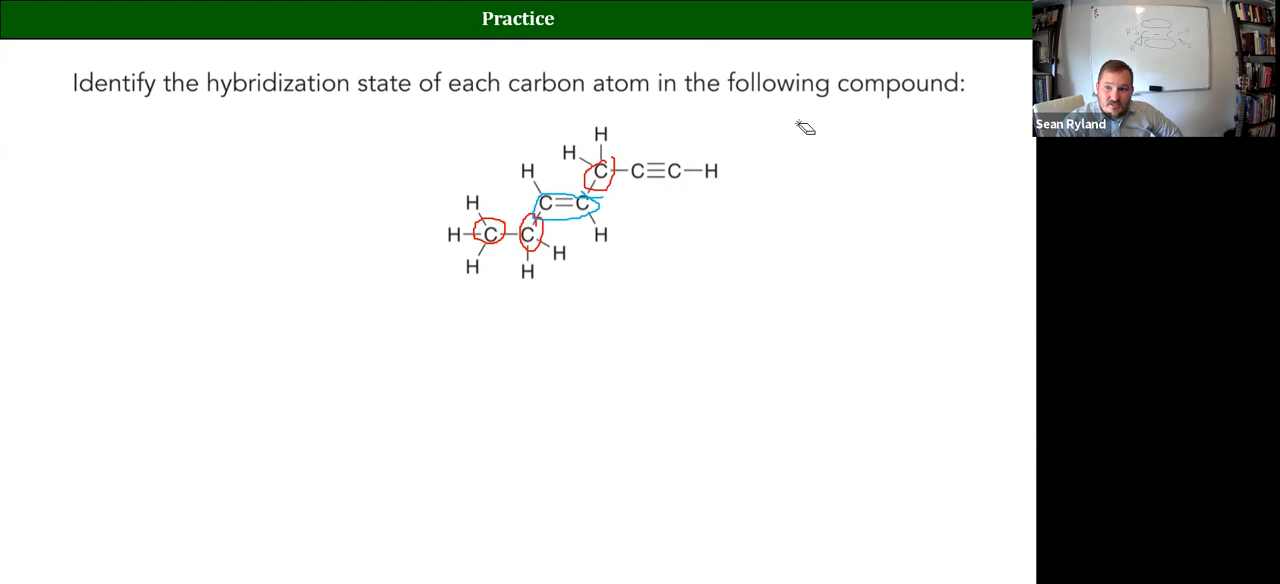 Practice
Identify the hybridization state of each carbon atom in the following compound:
Sean Ryland
H
H
H C≡C—H
H C C=C
H—C—C H
H H
H